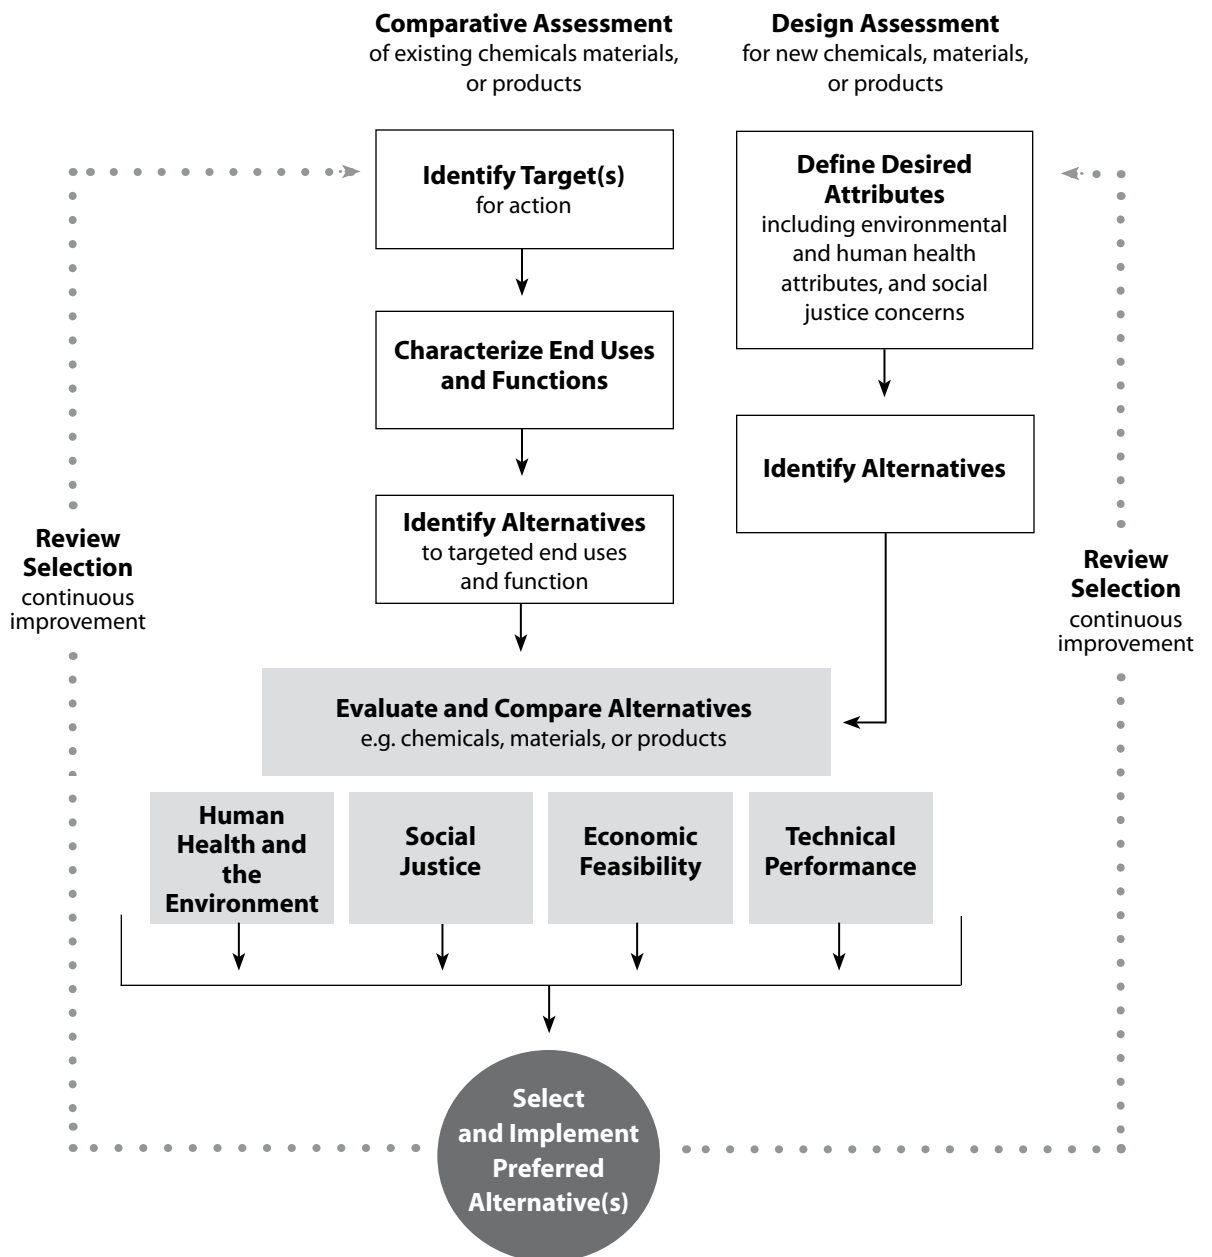 Comparative Assessment
of existing chemicals materials,
or products
Design Assessment
for new chemicals, materials,
or products
Identify Target(s)
for action
Define Desired
Attributes
including environmental
and human health
attributes, and social
justice concerns
Characterize End Uses
and Functions
Identify Alternatives
Identify Alternatives
to targeted end uses
and function
Review
Selection
continuous
improvement
Review
Selection
continuous
improvement
Evaluate and Compare Alternatives
e.g. chemicals, materials, or products
Human
Health and
the
Environment
Social
Justice
Economic
Feasibility
Technical
Performance
Select
and Implement
Preferred
Alternative(s)